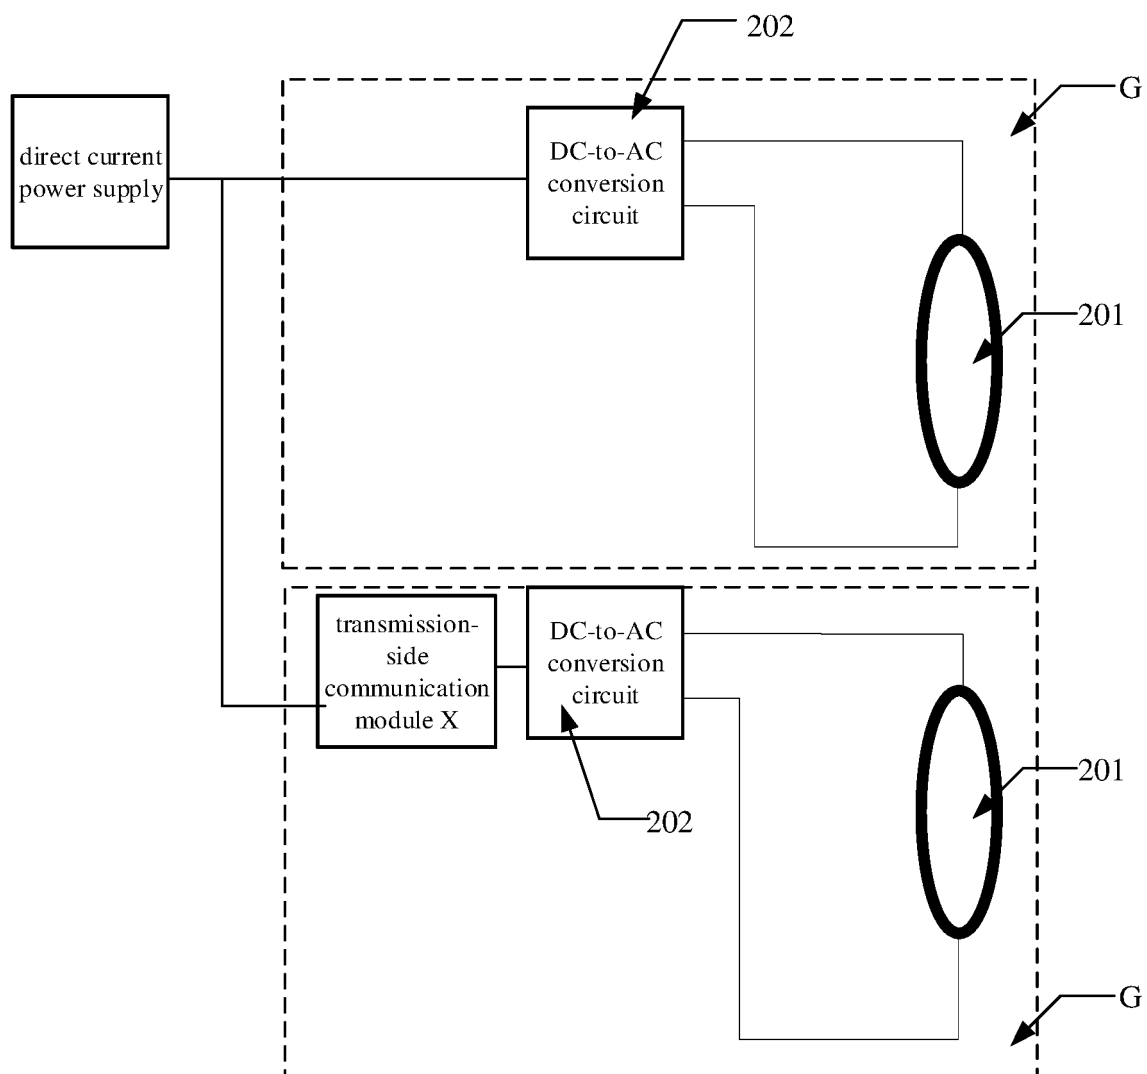 202
G
direct current
power supply
DC-to-AC
conversion
circuit
201
transmission-
side
communication
module X
DC-to-AC
conversion
circuit
201
202
G